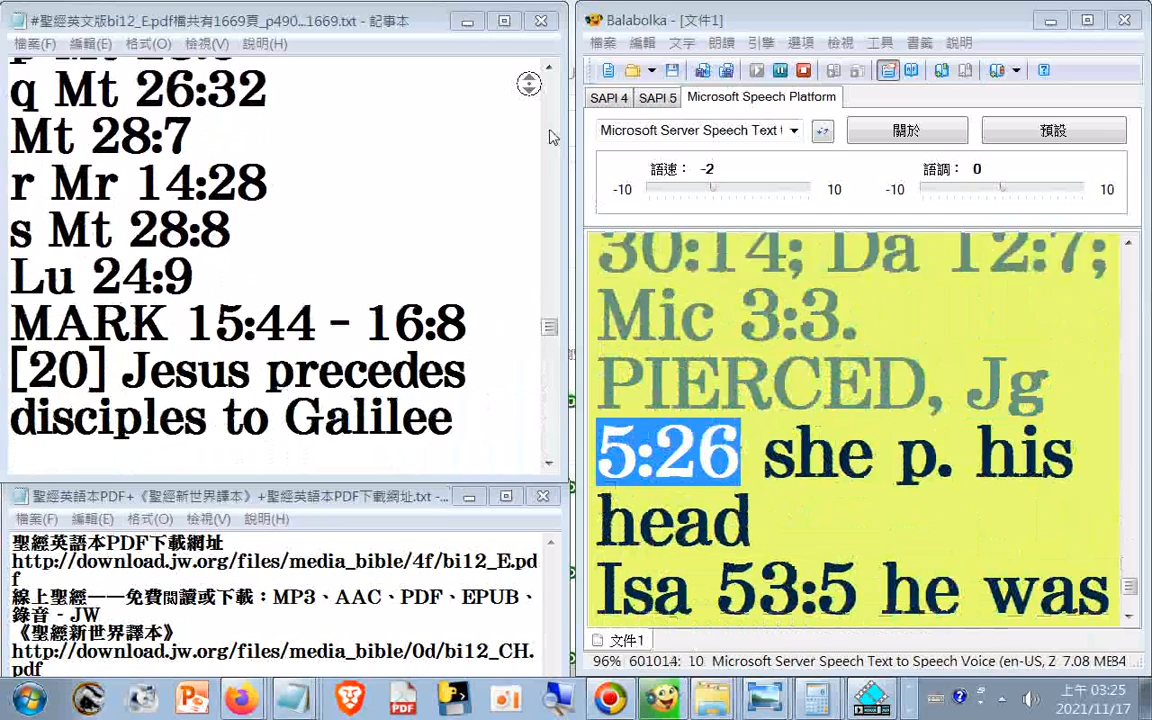 #聖經英文版bi12_E.pdf檔共有1669頁_p490...1669.txt - 記事本
檔案(F) 編輯(E) 格式(O) 檢視(V) 說明(H)
q Mt 26:32
Mt 28:7
r Mr 14:28
s Mt 28:8
Lu 24:9
MARK 15:44 - 16:8
[20] Jesus precedes
disciples to Galilee
聖經英語本PDF+《聖經新世界譯本》+聖經英語本PDF下載網址.txt - ...
檔案(F) 編輯(E) 格式(O) 檢視(V) 說明(H)
聖經英語本PDF下載網址
http://download.jw.org/files/media_bible/4f/bi12_E.pd
f
線上聖經——免費閱讀或下載：MP3、AAC、PDF、EPUB、
錄音 - JW
《聖經新世界譯本》
http://download.jw.org/files/media_bible/0d/bi12_CH.
pdf
Balabolka - [文件1]
檔案 編輯 文字 朗讀 引擎 選項 檢視 工具 書籤 說明
SAPI 4 SAPI 5 Microsoft Speech Platform
Microsoft Server Speech Text 關於 預設
語速： -2 語調： 0
-10 10 -10 10
30:14; Da 12:7;
Mic 3:3.
PIERCED, Jg
5:26 she p. his
head
Isa 53:5 he was
文件1
96% 601014: 10 Microsoft Server Speech Text to Speech Voice (en-US, Z 7.08 MB
PDF
上午 03:25
2021/11/17